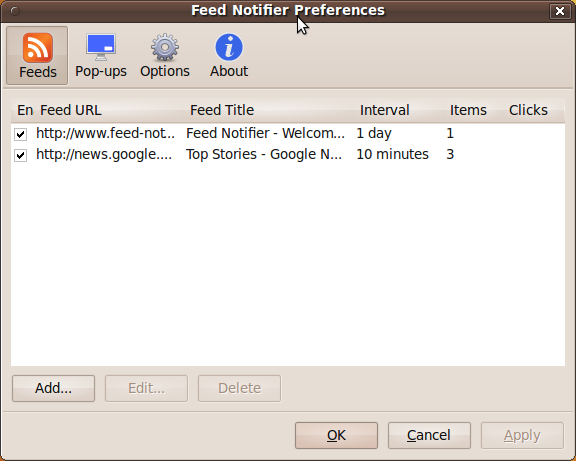 Feed Notifier Preferences
Feeds Pop-ups Options About
En Feed URL Feed Title Interval Items Clicks
http://www.feed-not... Feed Notifier - Welcom... 1 day 1
http://news.google.... Top Stories - Google N... 10 minutes 3
Add... Edit... Delete
OK Cancel Apply